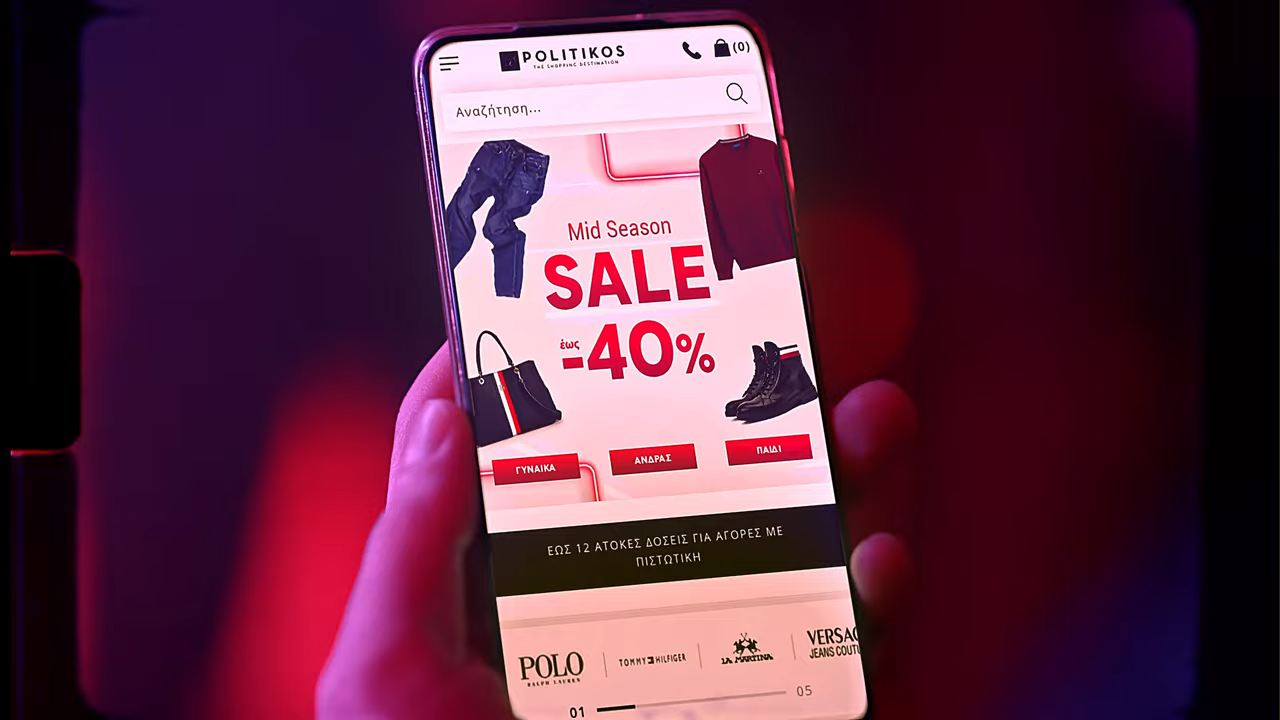 POLITIKOS
THE SHOPPING DESTINATION
(0)
Αναζήτηση...
Mid Season
SALE
έως
-40%
ΓΥΝΑΙΚΑ
ΑΝΔΡΑΣ
ΠΑΙΔΙ
ΕΩΣ 12 ΑΤΟΚΕΣ ΔΟΣΕΙΣ ΓΙΑ ΑΓΟΡΕΣ ΜΕ
ΠΙΣΤΩΤΙΚΗ
POLO
RALPH LAUREN
TOMMY HILFIGER
LA MARTINA
VERSAC
JEANS COUTU
01
05